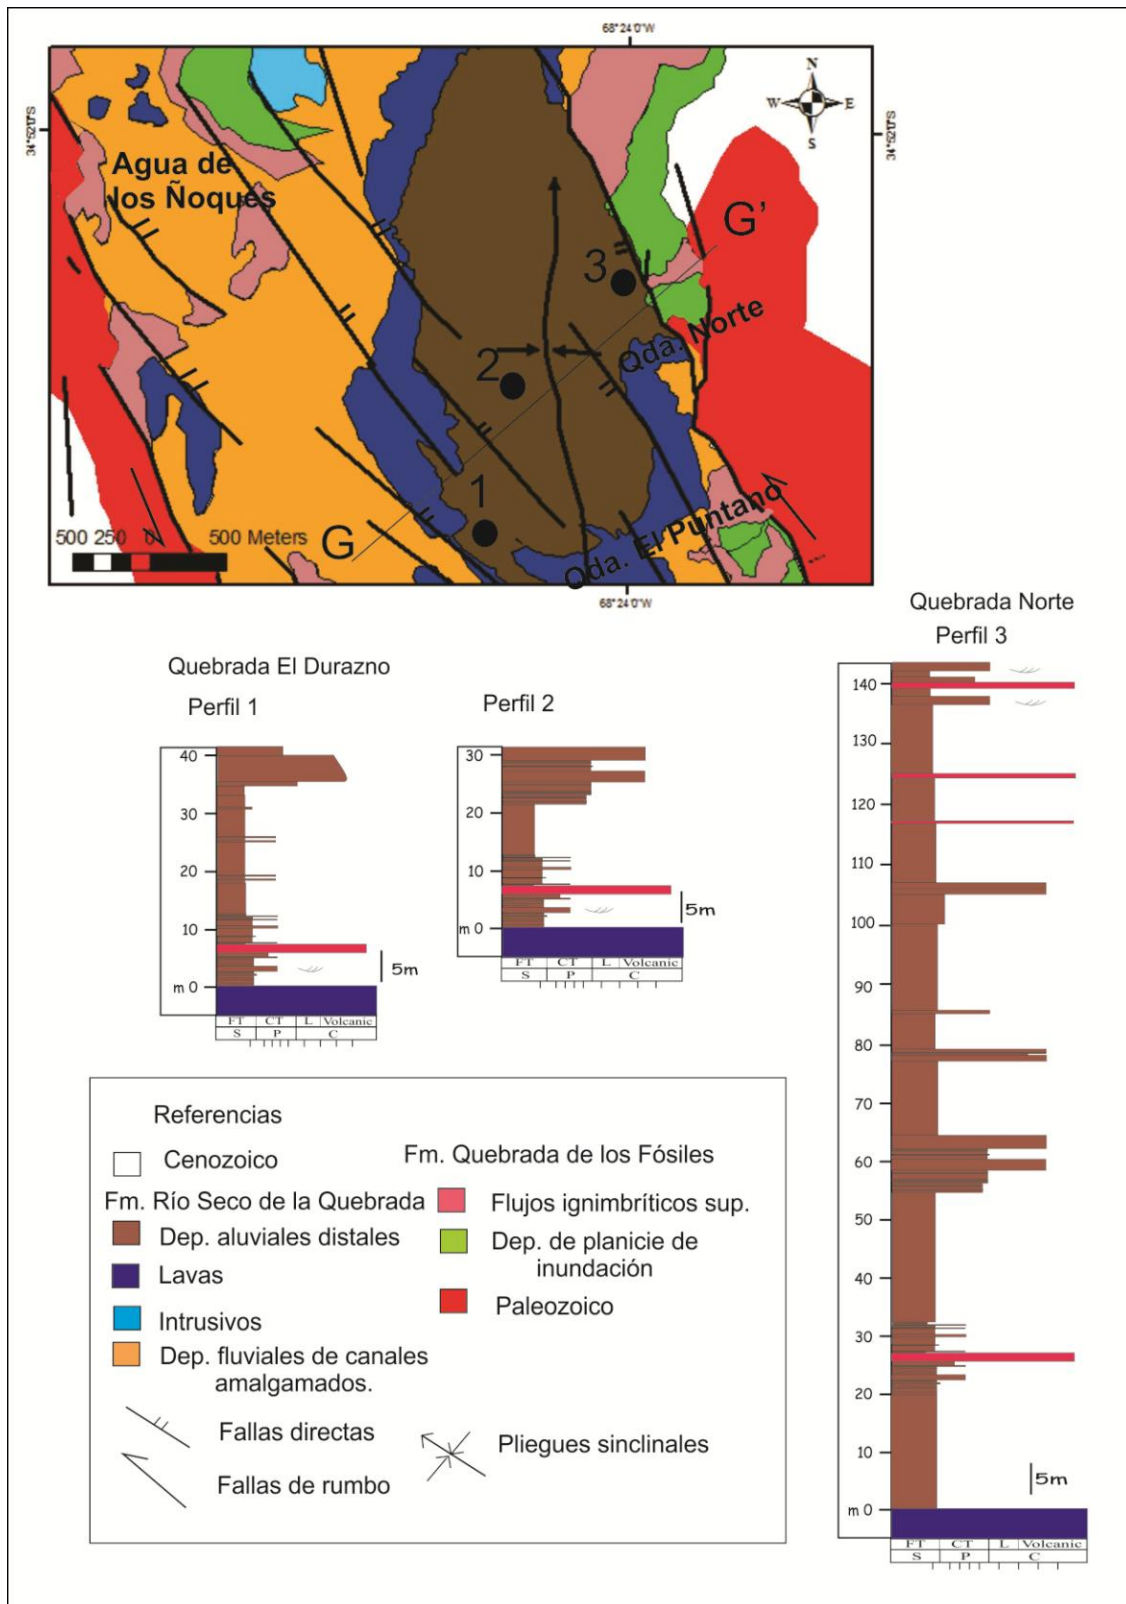 68° 24´0"W
34°52´0"S
34°52´0"S
N
W
E
S
Agua de
los Ñoques
G'
3
Qda. Norte
2
1
G
Qda. El Puntano
500 250 0 500 Meters
68° 24´0"W
Quebrada El Durazno
Perfil 1
40
30
20
10
m 0
5m
FT CT L Volcanic
S P C
Perfil 2
30
20
10
m 0
5m
FT CT L Volcanic
S P C
Quebrada Norte
Perfil 3
140
130
120
110
100
90
80
70
60
50
40
30
20
10
m 0
5m
FT CT L Volcanic
S P C
Referencias
Cenozoico
Fm. Río Seco de la Quebrada
Dep. aluviales distales
Lavas
Intrusivos
Dep. fluviales de canales
amalgamados.
Fallas directas
Fallas de rumbo
Fm. Quebrada de los Fósiles
Flujos ignimbríticos sup.
Dep. de planicie de
inundación
Paleozoico
Pliegues sinclinales